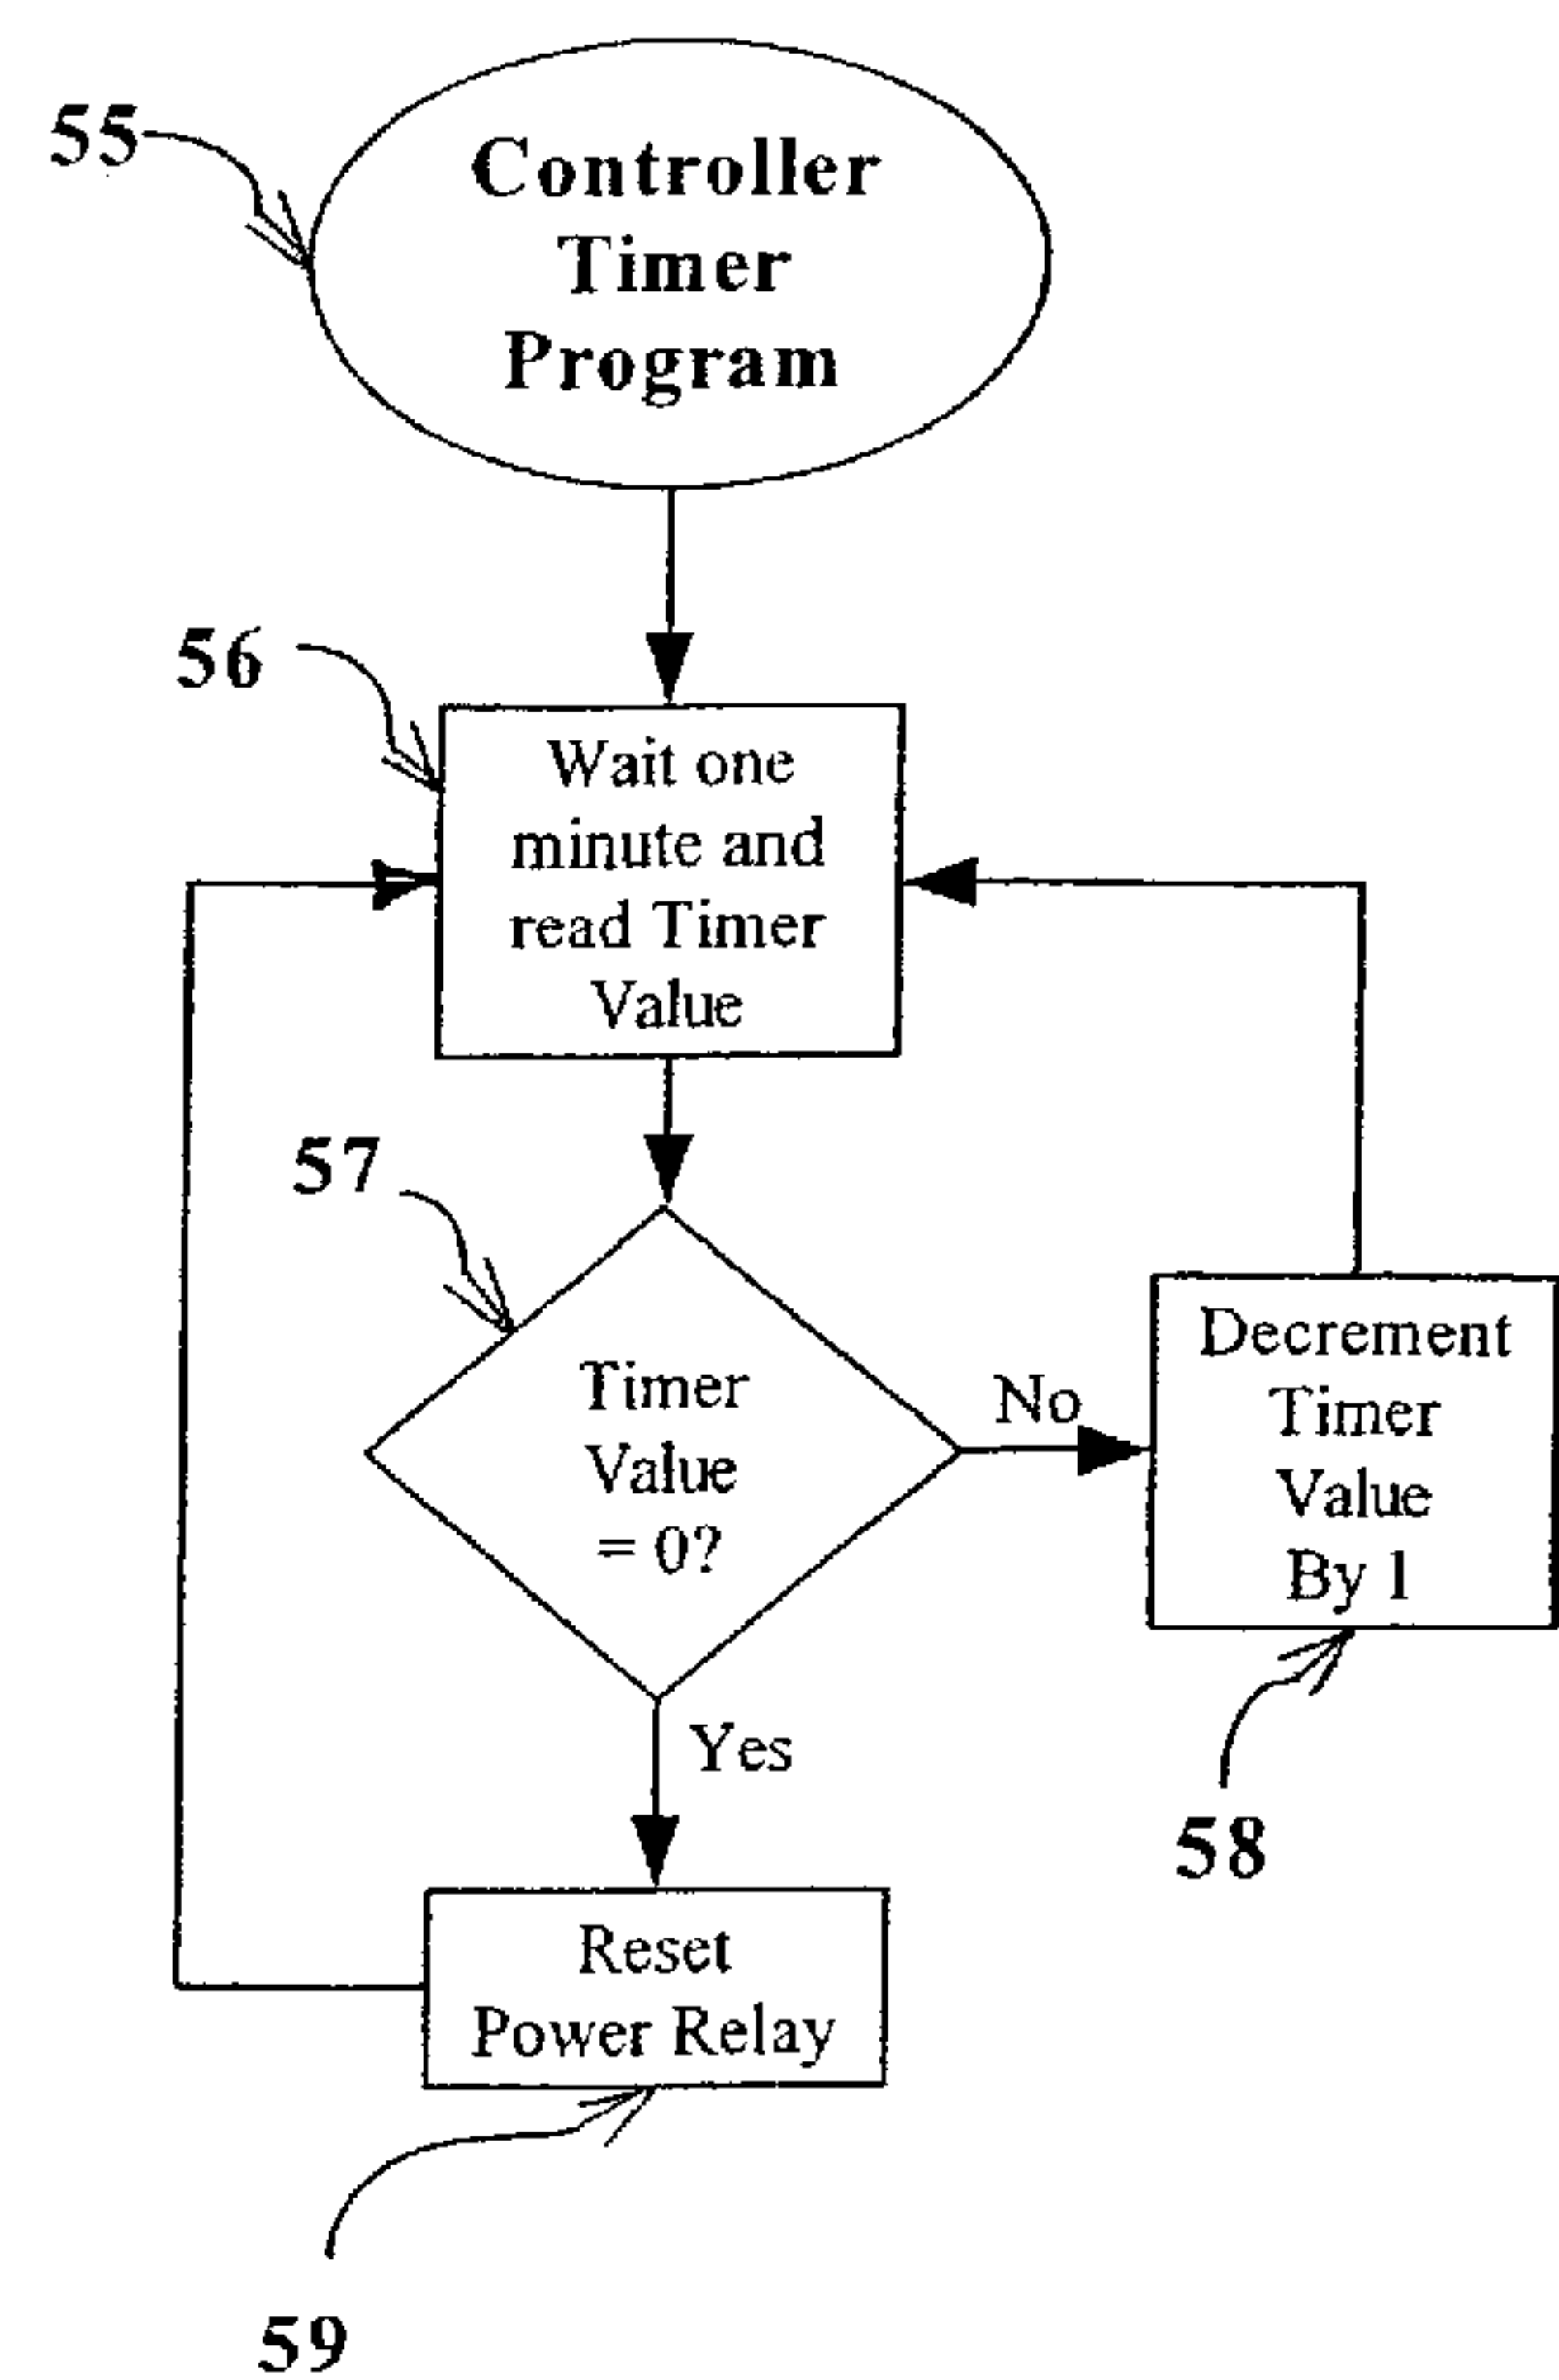 55
Controller
Timer
Program
56
Wait one
minute and
read Timer
Value
57
Timer
Value
= 0?
No
Decrement
Timer
Value
By 1
Yes
58
Reset
Power Relay
59